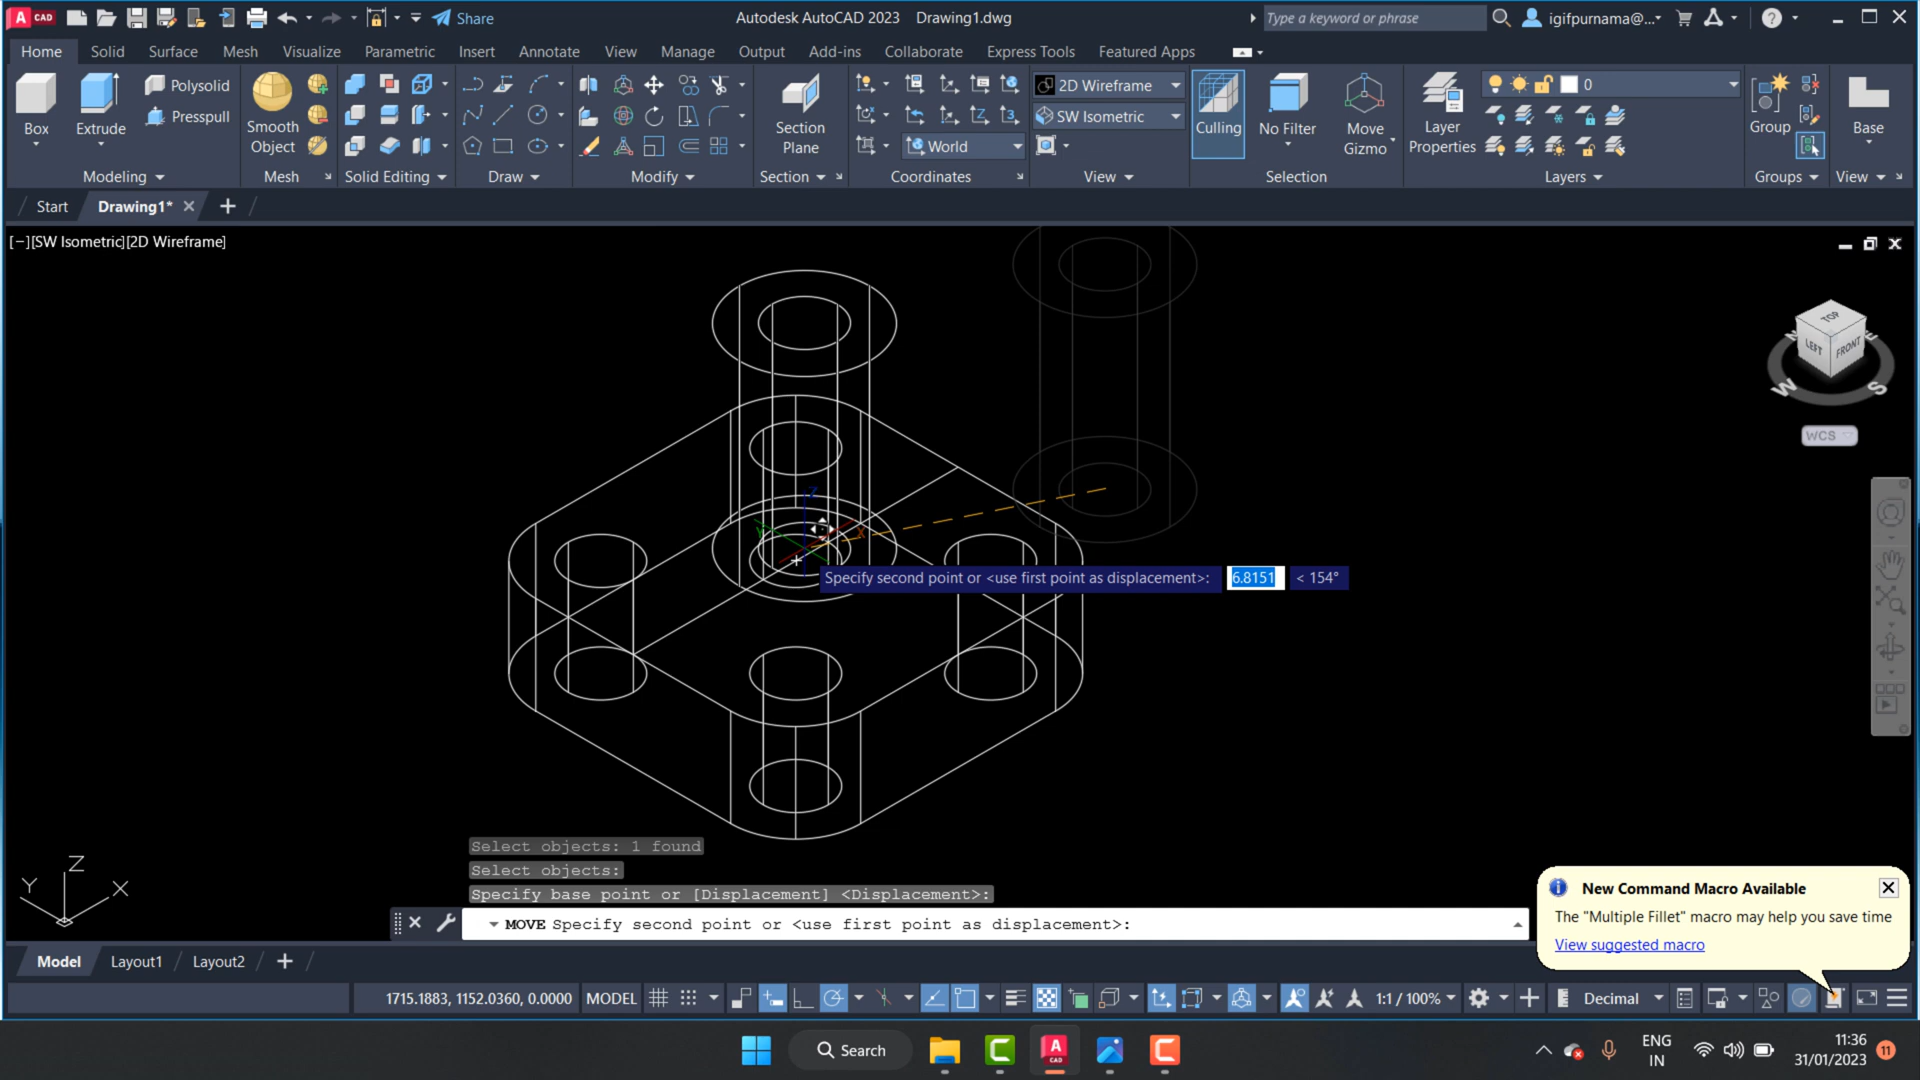 A CAD
Share
Autodesk AutoCAD 2023 Drawing1.dwg
Type a keyword or phrase
igifpurnama@...
Home Solid Surface Mesh Visualize Parametric Insert Annotate View Manage Output Add-ins Collaborate Express Tools Featured Apps
Box
Extrude
Polysolid
Presspull
Modeling
Smooth
Object
Mesh
Solid Editing
Draw
Modify
Section
Plane
Section
World
Coordinates
2D Wireframe
SW Isometric
View
Culling
No Filter
Move
Gizmo
Selection
Layer
Properties
0
Layers
Group
Groups
Base
View
Start
Drawing1*
[−][SW Isometric][2D Wireframe]
TOP
LEFT
FRONT
N
E
W
S
WCS
Z
Y
X
Specify second point or <use first point as displacement>: 6.8151 < 154°
Select objects: 1 found
Select objects:
Specify base point or [Displacement] <Displacement>:
MOVE Specify second point or <use first point as displacement>:
Z
Y
X
New Command Macro Available
The "Multiple Fillet" macro may help you save time
View suggested macro
Model
Layout1
Layout2
1715.1883, 1152.0360, 0.0000
MODEL
1:1 / 100%
Decimal
Search
A CAD
C
C
ENG
IN
11:36
31/01/2023
11